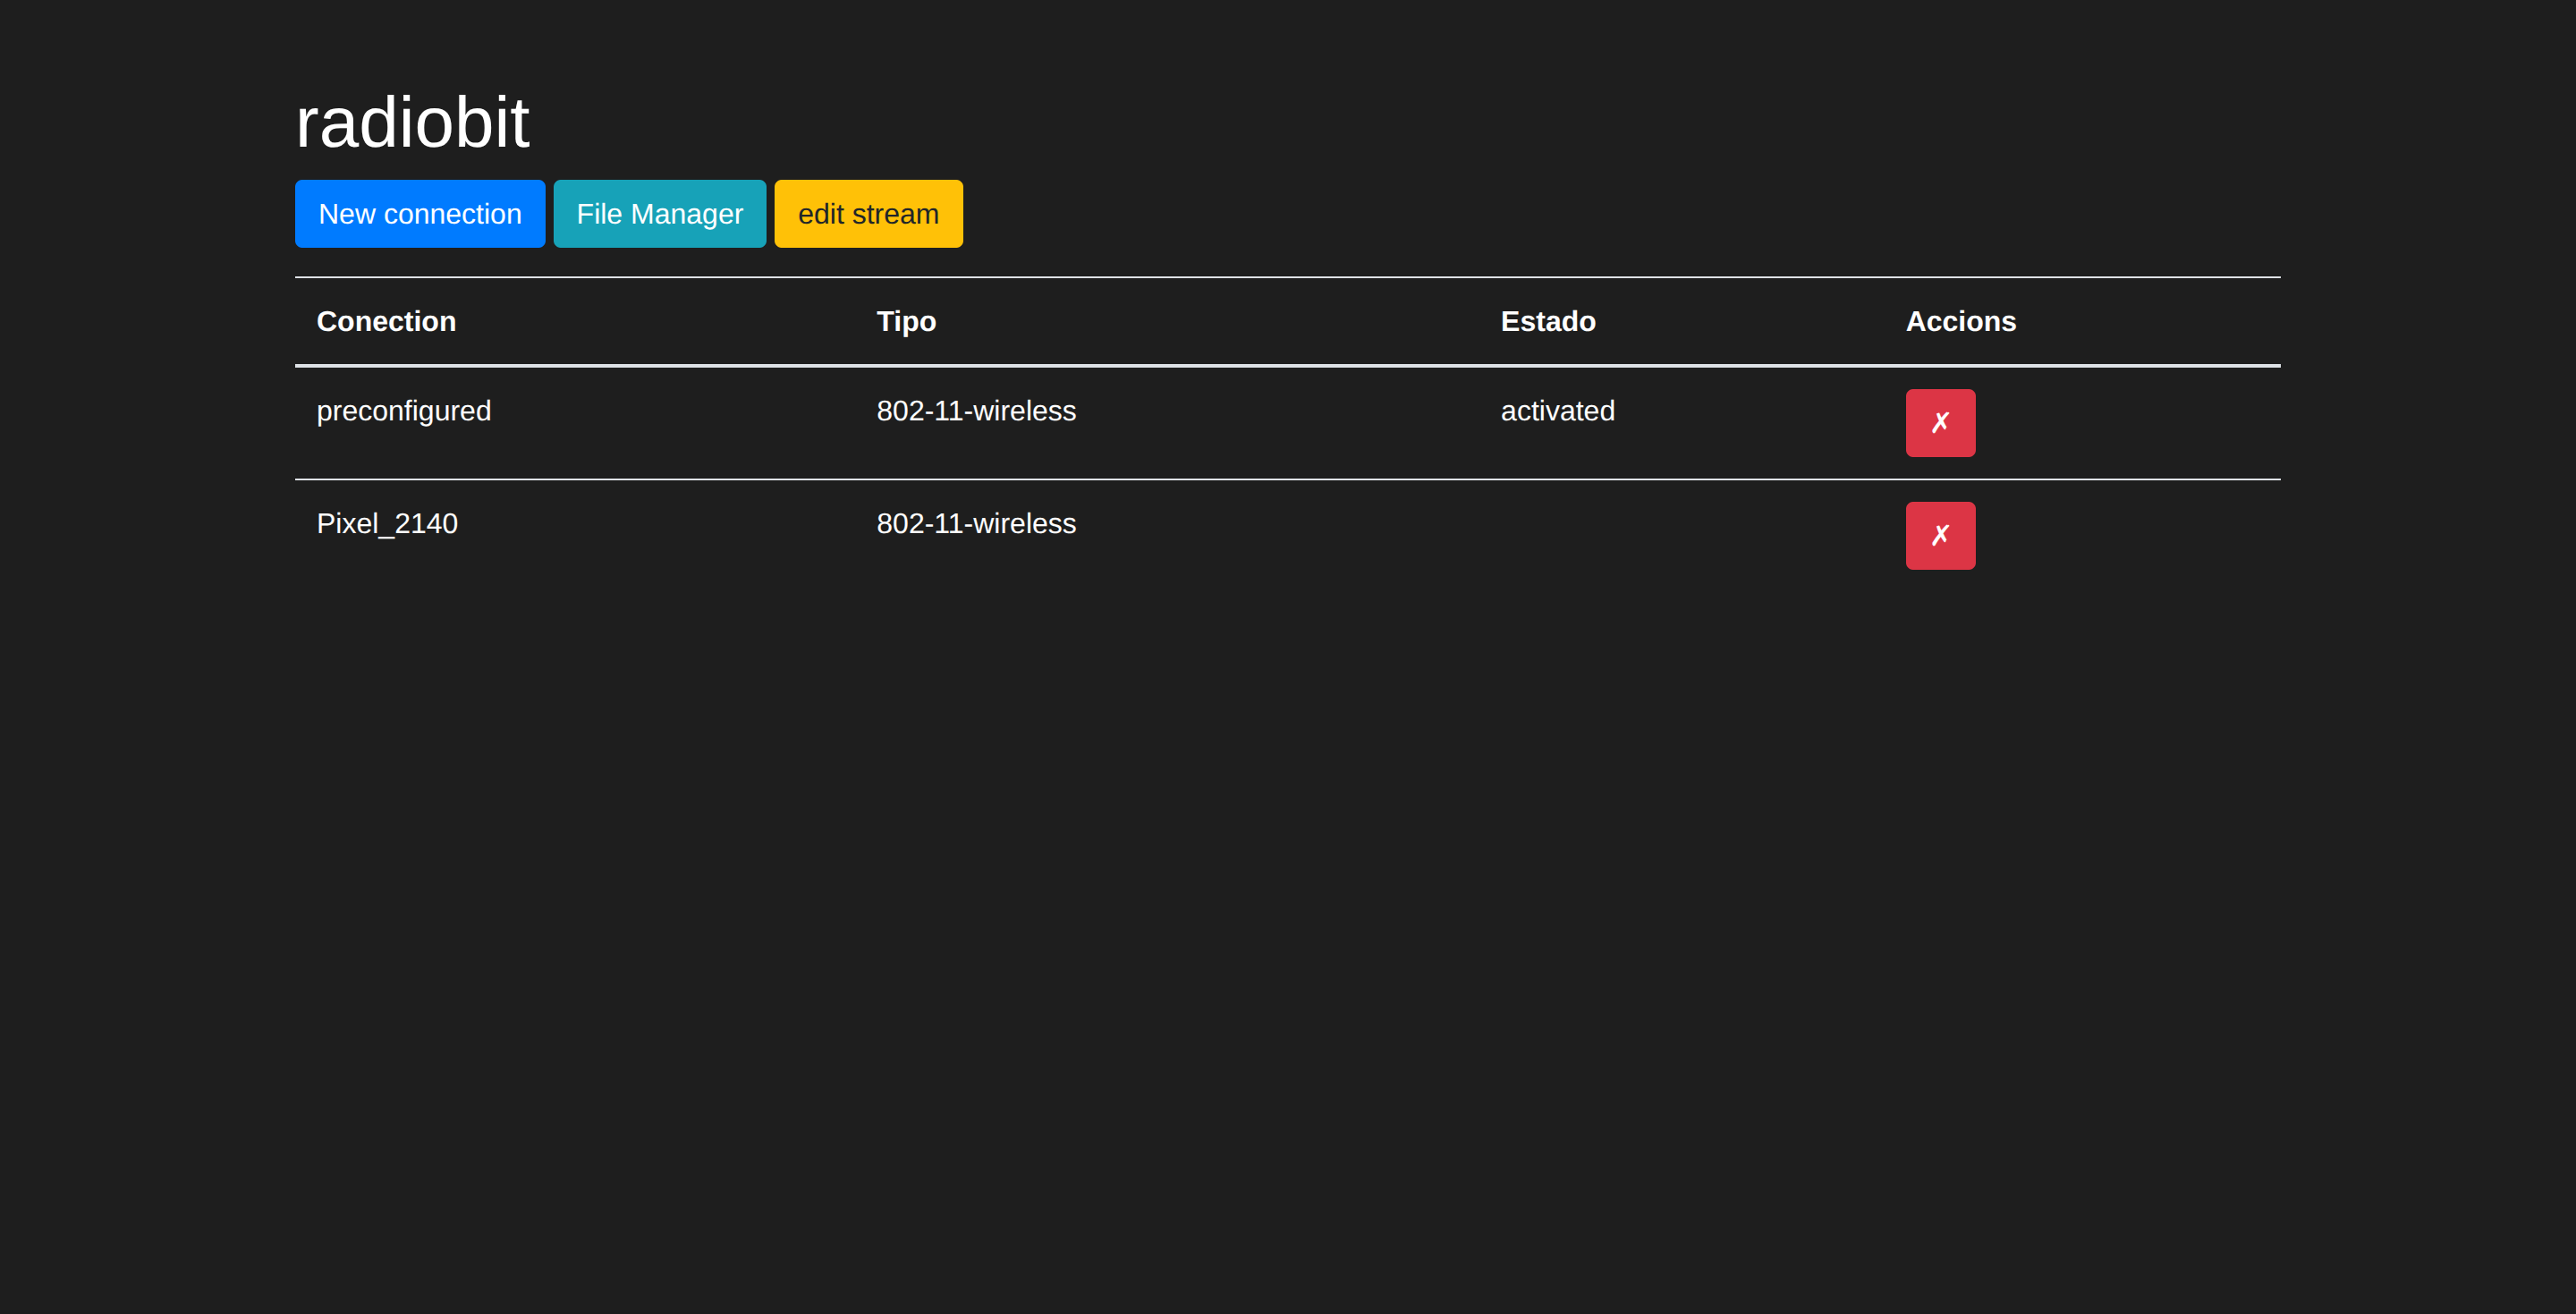 radiobit
New connection File Manager edit stream
Conection Tipo Estado Accions
preconfigured 802-11-wireless activated ✗
Pixel_2140 802-11-wireless ✗